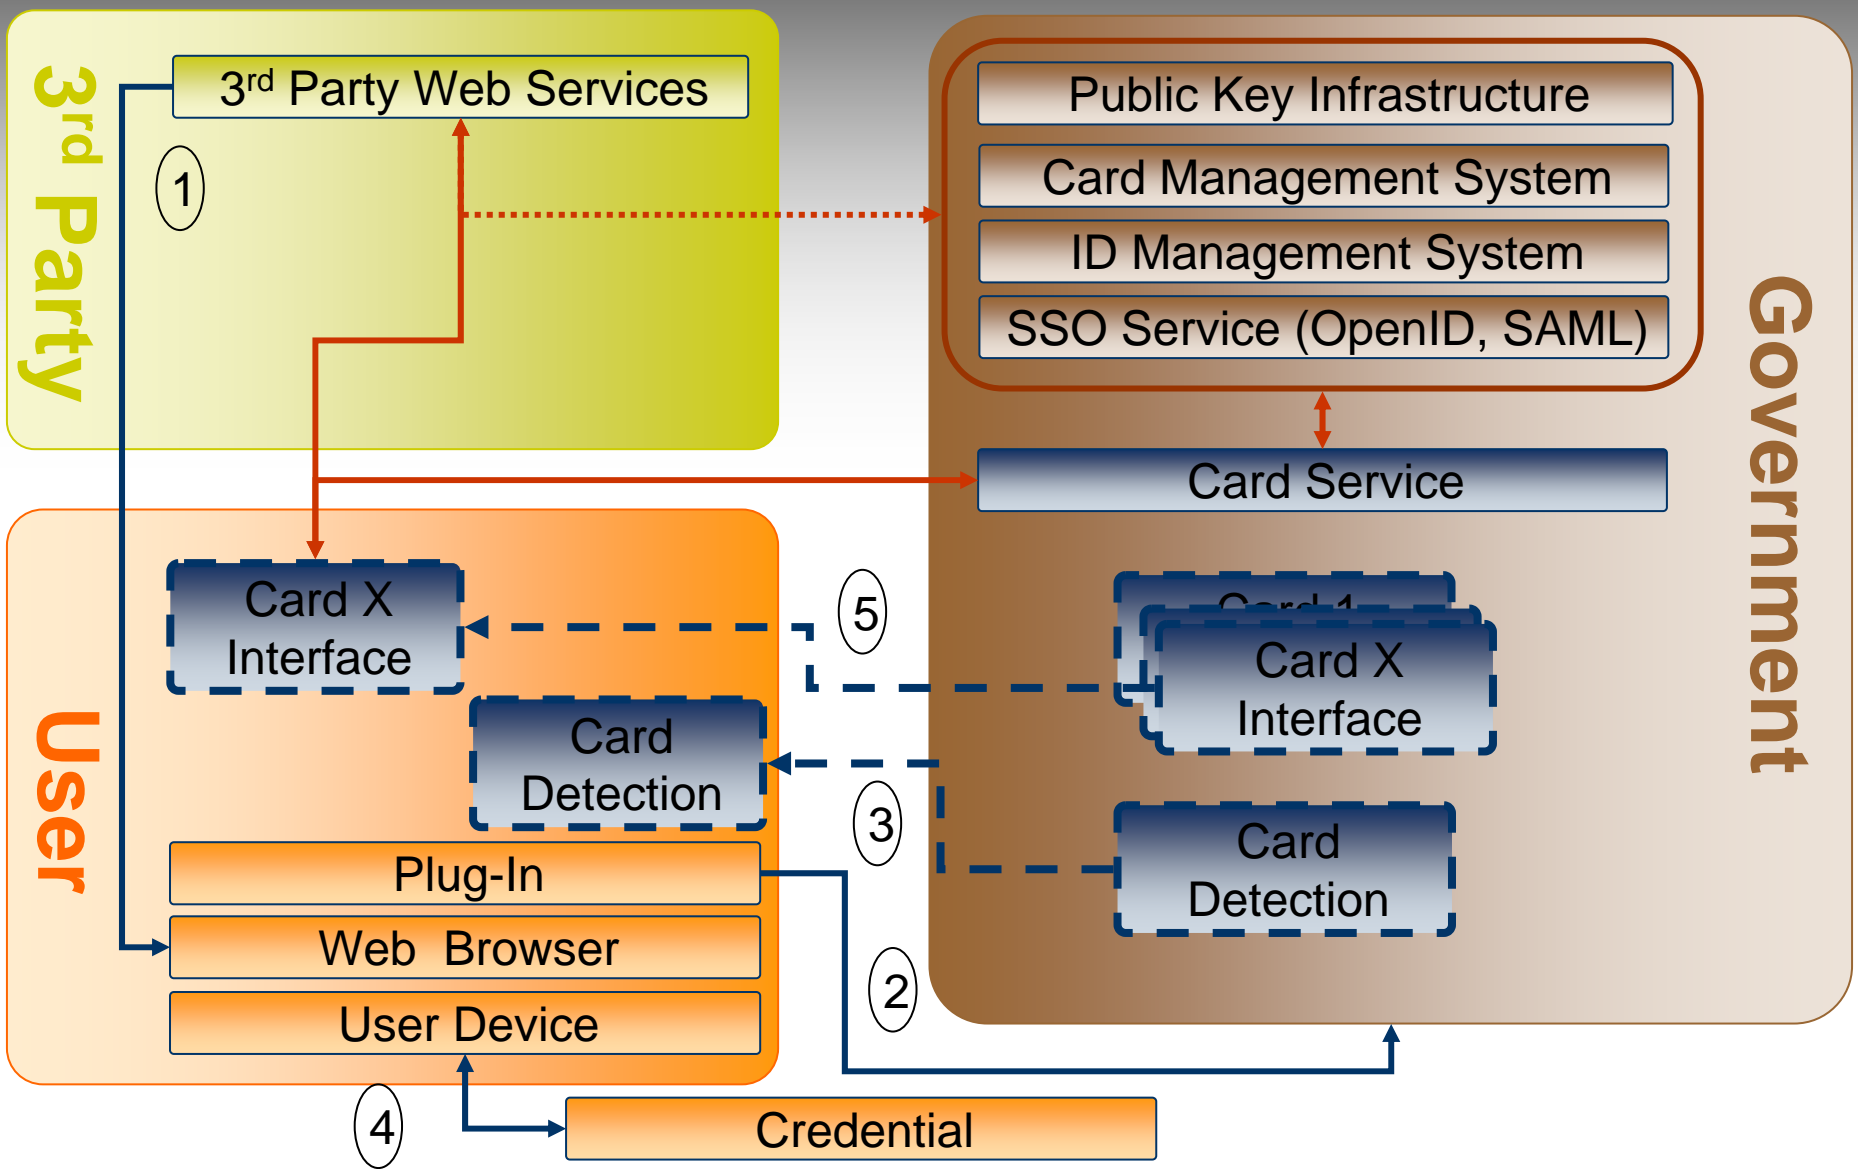 3rd Party
3rd Party Web Services
1
Public Key Infrastructure
Card Management System
ID Management System
SSO Service (OpenID, SAML)
Government
Card Service
User
Card X
Interface
5
Card 1
Card X
Interface
Card
Detection
3
Card
Detection
Plug-In
Web Browser
2
User Device
4
Credential